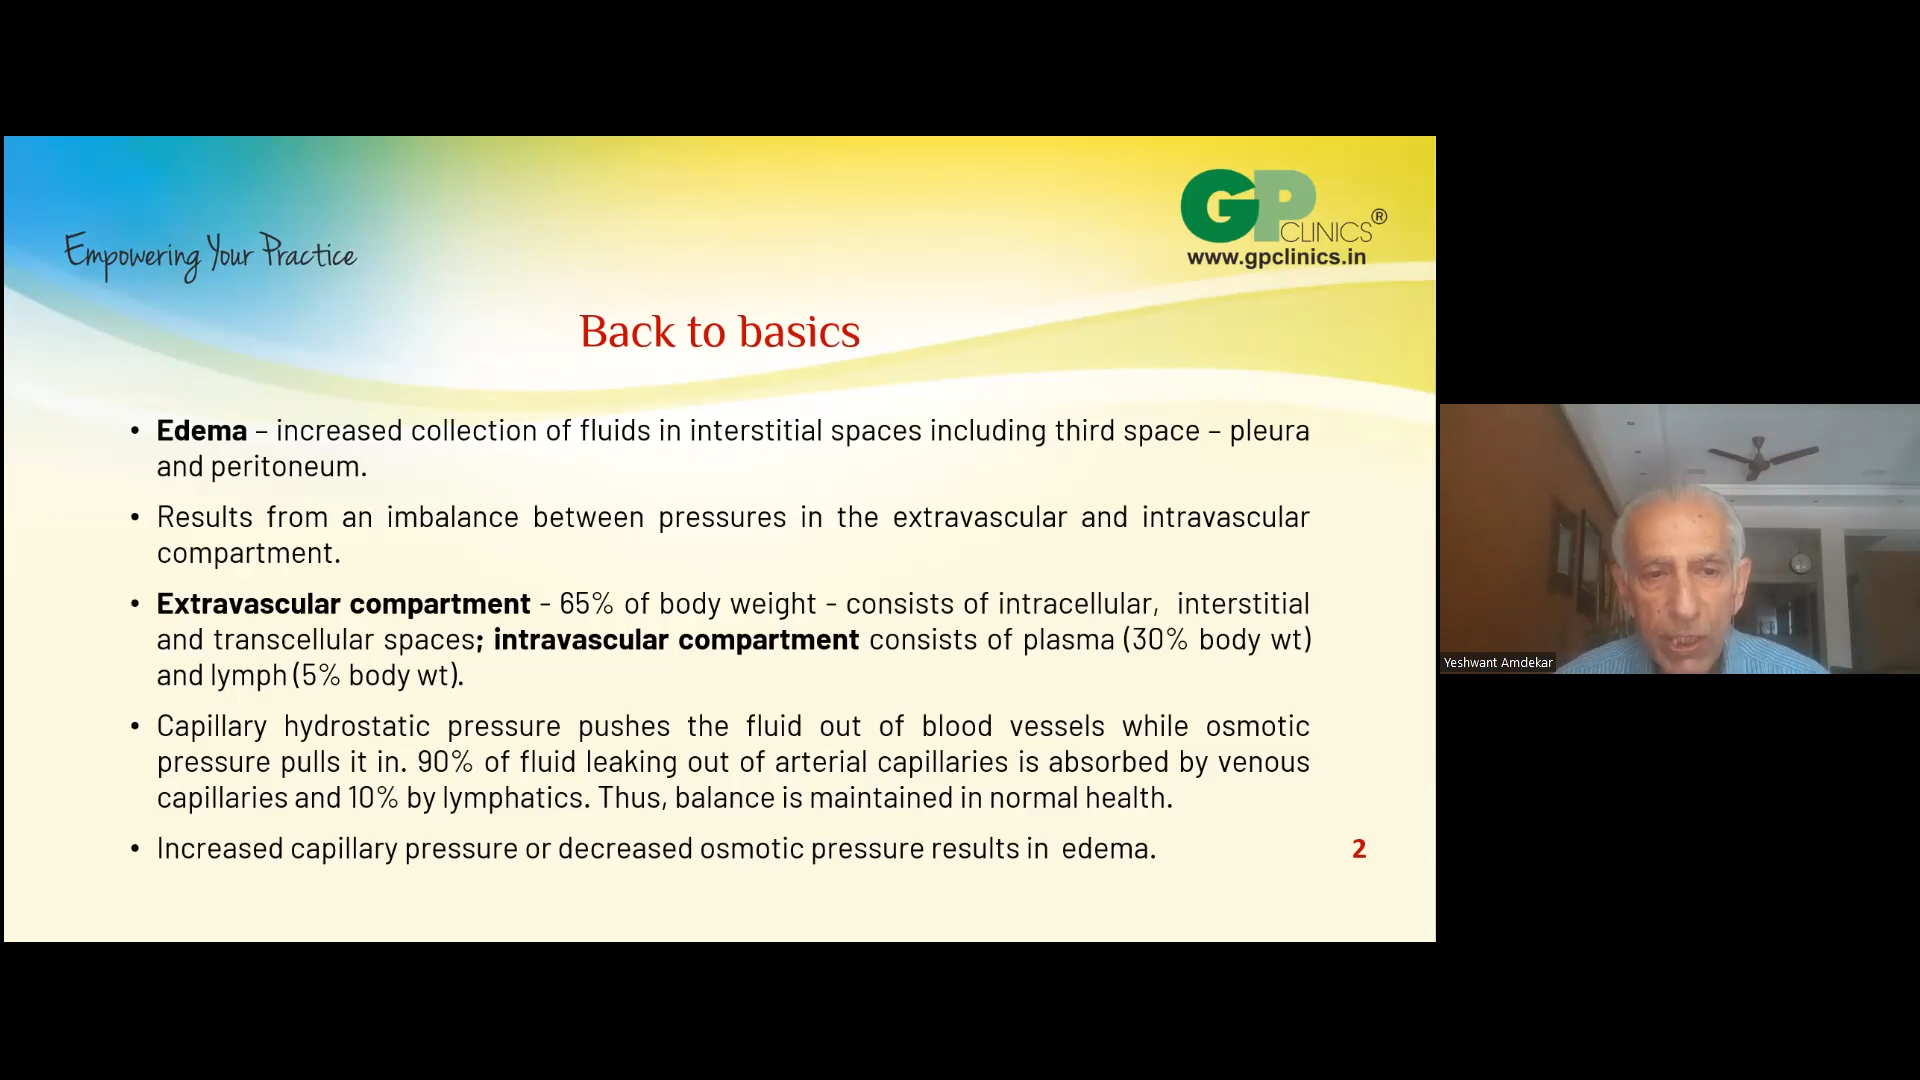 Empowering Your Practice
GP CLINICS®
www.gpclinics.in
Back to basics
• Edema – increased collection of fluids in interstitial spaces including third space – pleura
and peritoneum.
• Results from an imbalance between pressures in the extravascular and intravascular
compartment.
• Extravascular compartment - 65% of body weight - consists of intracellular, interstitial
and transcellular spaces; intravascular compartment consists of plasma (30% body wt)
and lymph (5% body wt).
• Capillary hydrostatic pressure pushes the fluid out of blood vessels while osmotic
pressure pulls it in. 90% of fluid leaking out of arterial capillaries is absorbed by venous
capillaries and 10% by lymphatics. Thus, balance is maintained in normal health.
• Increased capillary pressure or decreased osmotic pressure results in edema.
2
Yeshwant Amdekar